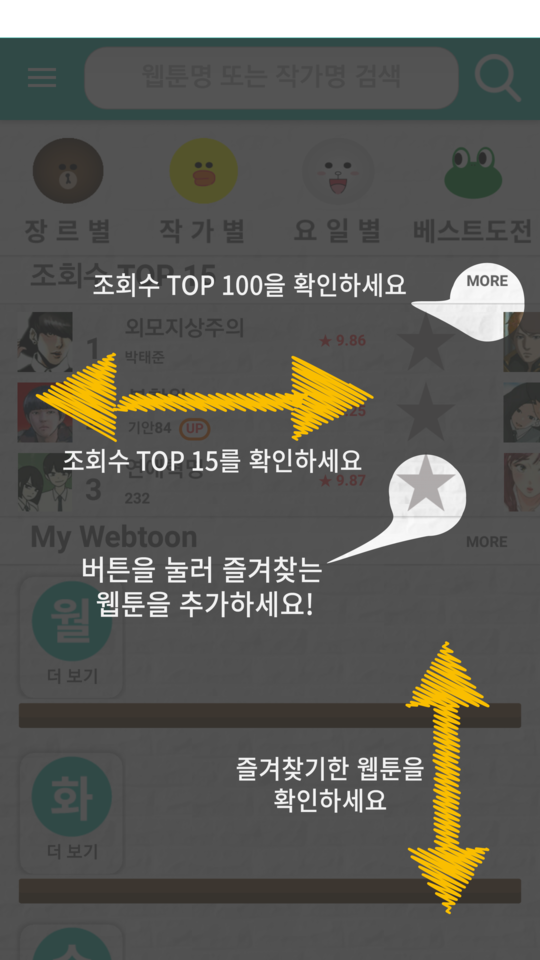 웹툰명 또는 작가명 검색
장르별 작가별 요일별 베스트도전
조회수 TOP 15
조회수 TOP 100을 확인하세요 MORE
1 외모지상주의 ★ 9.86
박태준
기안84 UP
조회수 TOP 15를 확인하세요
3 ★ 9.87
232
My Webtoon MORE
버튼을 눌러 즐겨찾는
웹툰을 추가하세요!
월
더 보기
즐겨찾기한 웹툰을
확인하세요
화
더 보기